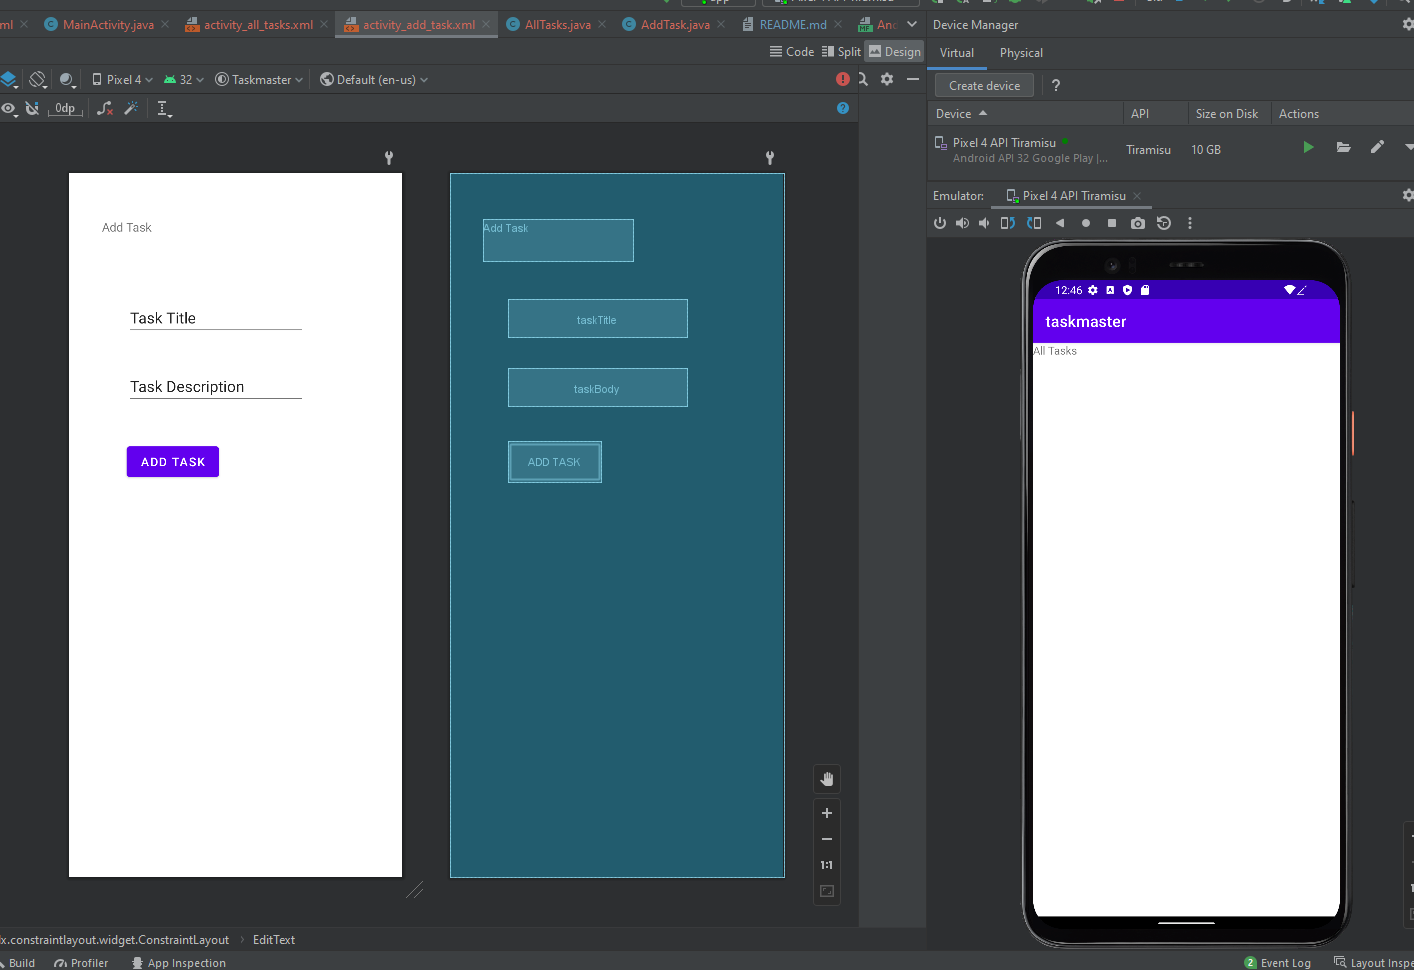 ml
MainActivity.java
activity_all_tasks.xml
activity_add_task.xml
AllTasks.java
AddTask.java
README.md
And
Device Manager
Code
Split
Design
Virtual
Physical
Pixel 4
32
Taskmaster
Default (en-us)
Create device
?
0dp
?
Device
API
Size on Disk
Actions
Pixel 4 API Tiramisu
Android API 32 Google Play |...
Tiramisu
10 GB
Emulator:
Pixel 4 API Tiramisu
Add Task
Task Title
Task Description
ADD TASK
Add Task
taskTitle
taskBody
ADD TASK
1:1
12:46
taskmaster
All Tasks
x.constraintlayout.widget.ConstraintLayout
EditText
Build
Profiler
App Inspection
2
Event Log
Layout Inspe